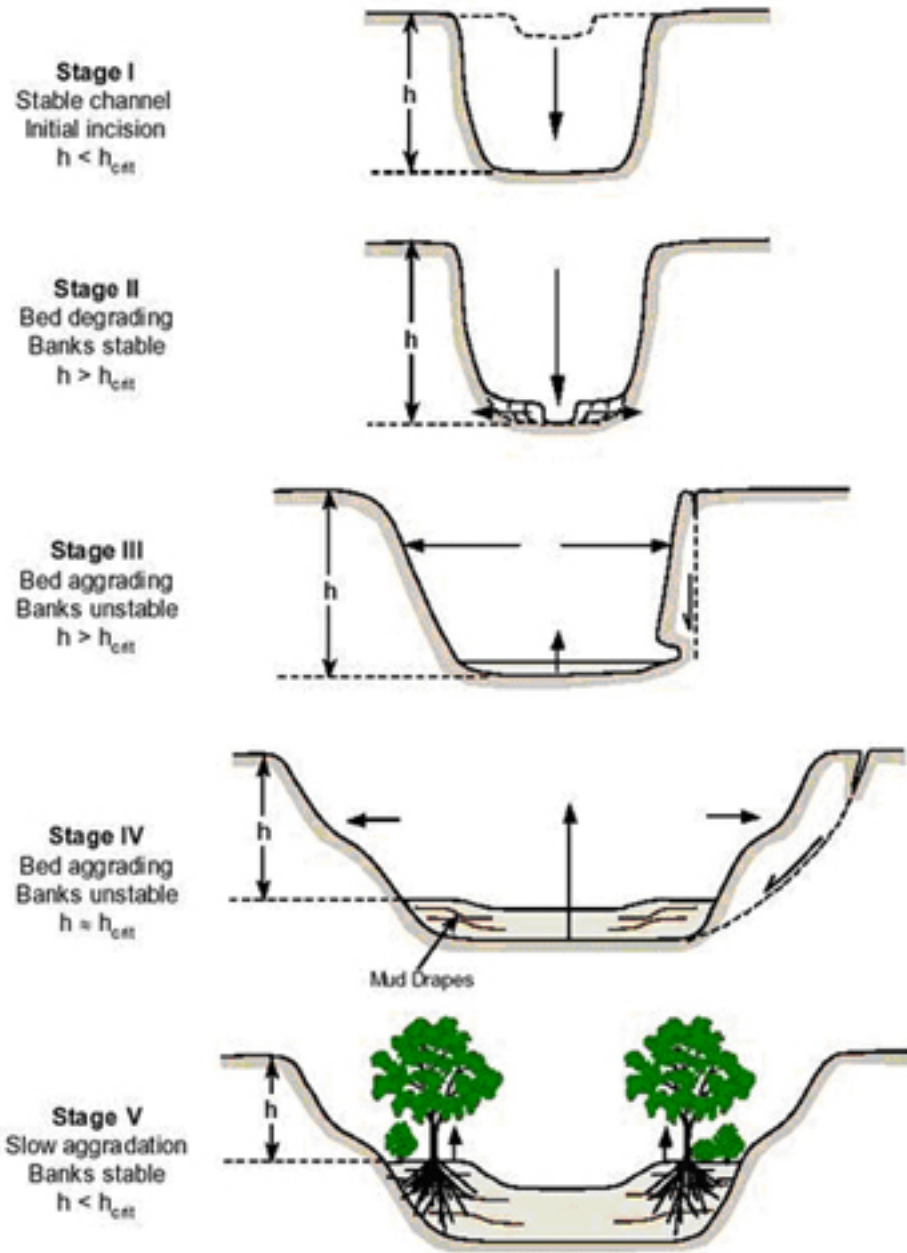 Stage I
Stable channel
Initial incision
h < hcrit
h
Stage II
Bed degrading
Banks stable
h > hcrit
h
Stage III
Bed aggrading
Banks unstable
h > hcrit
h
Stage IV
Bed aggrading
Banks unstable
h ≈ hcrit
h
Mud Drapes
Stage V
Slow aggradation
Banks stable
h < hcrit
h